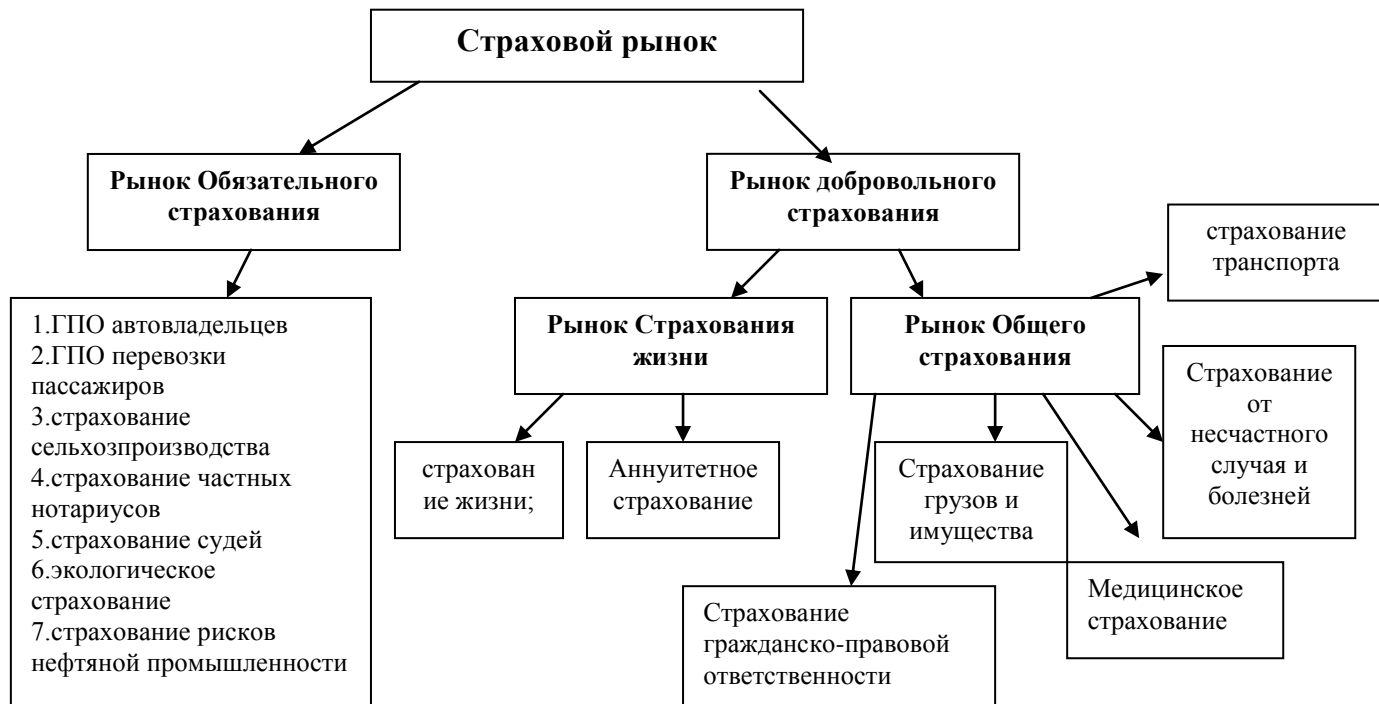 Страховой рынок
Рынок Обязательного
страхования
Рынок добровольного
страхования
страхование
транспорта
1.ГПО автовладельцев
2.ГПО перевозки
пассажиров
3.страхование
сельхозпроизводства
4.страхование частных
нотариусов
5.страхование судей
6.экологическое
страхование
7.страхование рисков
нефтяной промышленности
Рынок Страхования
жизни
Рынок Общего
страхования
Страхование
от
несчастного
случая и
болезней
страхован
ие жизни;
Аннуитетное
страхование
Страхование
грузов и
имущества
Медицинское
страхование
Страхование
гражданско-правовой
ответственности